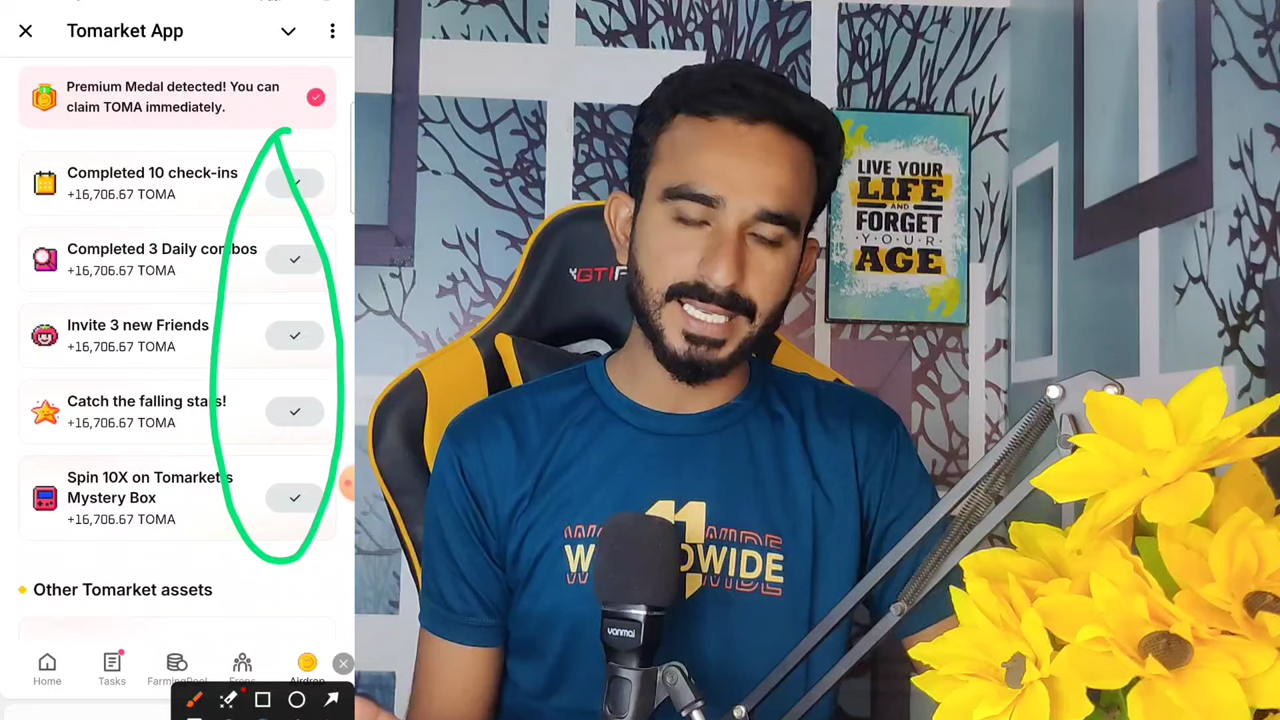 Tomarket App
Premium Medal detected! You can
claim TOMA immediately.
Completed 10 check-ins
+16,706.67 TOMA
Completed 3 Daily combos
+16,706.67 TOMA
Invite 3 new Friends
+16,706.67 TOMA
Catch the falling stars!
+16,706.67 TOMA
Spin 10X on Tomarket's
Mystery Box
+16,706.67 TOMA
Other Tomarket assets
Home
Tasks
FarmingPool
Airdrop
LIVE YOUR
LIFE
AND
FORGET
YOUR
AGE
11
WORLDWIDE
vanmai